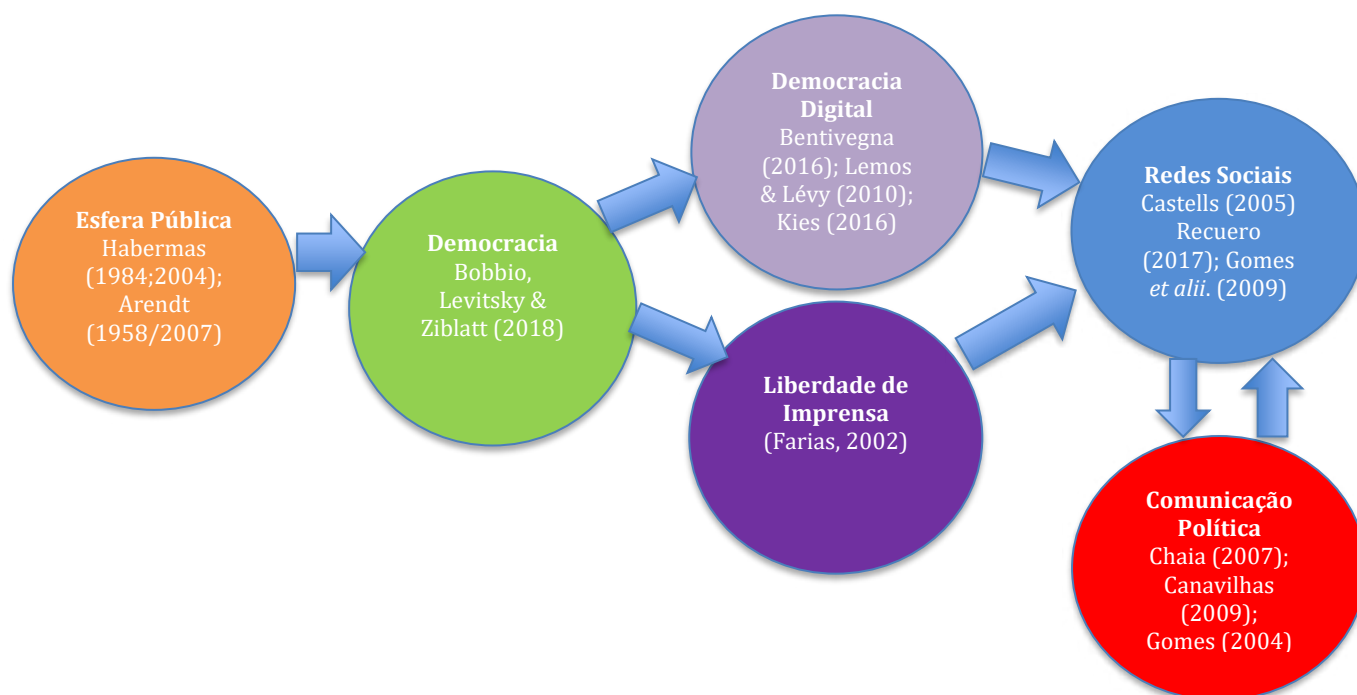 Esfera Pública
Habermas
(1984;2004);
Arendt
(1958/2007)
Democracia
Bobbio,
Levitsky &
Ziblatt (2018)
Democracia
Digital
Bentivegna
(2016); Lemos
& Lévy (2010);
Kies (2016)
Liberdade de
Imprensa
(Farias, 2002)
Redes Sociais
Castells (2005)
Recuero
(2017); Gomes
et alii. (2009)
Comunicação
Política
Chaia (2007);
Canavilhas
(2009);
Gomes (2004)